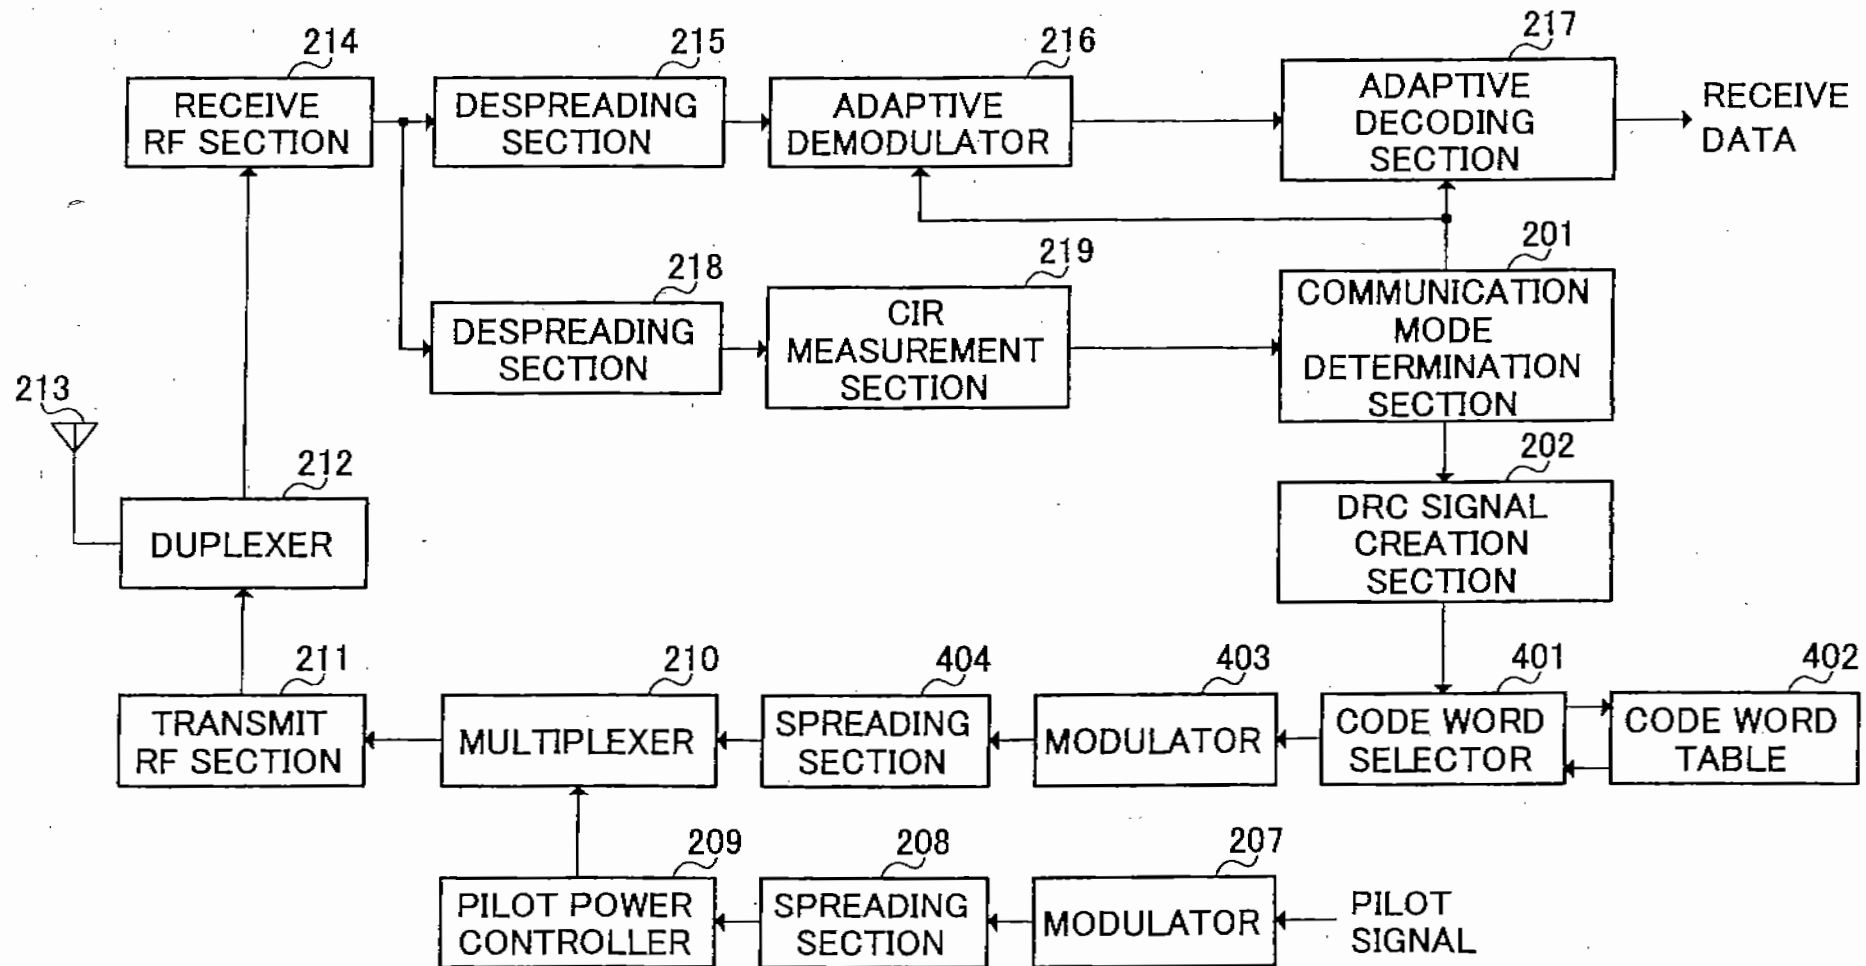 214
RECEIVE
RF SECTION
215
DESPREADING
SECTION
216
ADAPTIVE
DEMODULATOR
217
ADAPTIVE
DECODING
SECTION
RECEIVE
DATA
218
DESPREADING
SECTION
219
CIR
MEASUREMENT
SECTION
201
COMMUNICATION
MODE
DETERMINATION
SECTION
213
212
DUPLEXER
202
DRC SIGNAL
CREATION
SECTION
211
TRANSMIT
RF SECTION
210
MULTIPLEXER
404
SPREADING
SECTION
403
MODULATOR
401
CODE WORD
SELECTOR
402
CODE WORD
TABLE
209
PILOT POWER
CONTROLLER
208
SPREADING
SECTION
207
MODULATOR
PILOT
SIGNAL